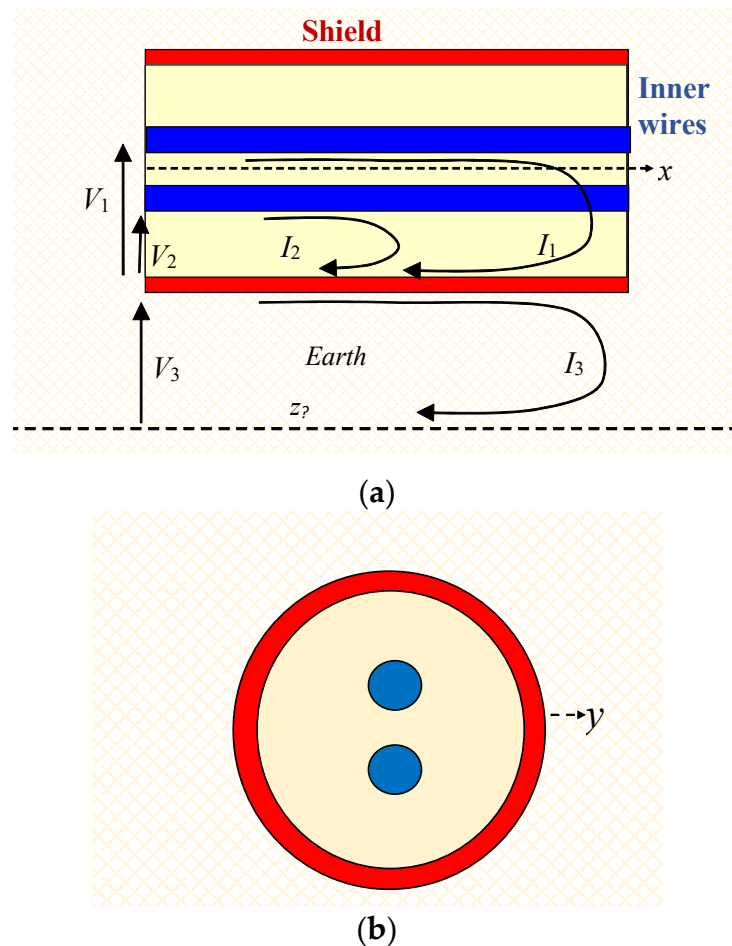 Shield
Inner
wires
x
V1
V2
I2
I1
V3
Earth
I3
z?
(a)
y
(b)